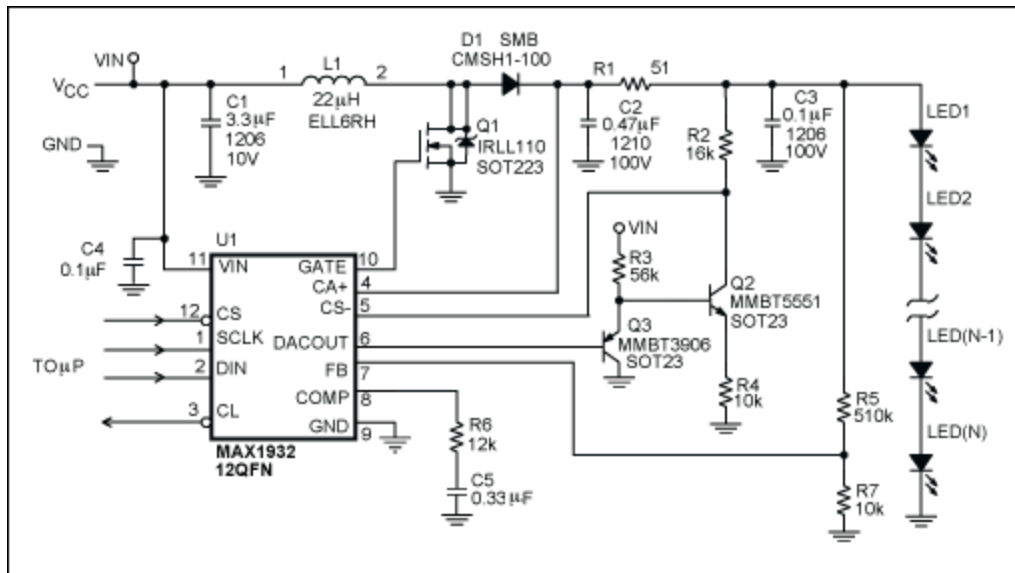 VIN
VCC
GND
C1
3.3µF
1206
10V
1
L1
2
22µH
ELL6RH
D1 SMB
CMSH1-100
Q1
IRLL110
SOT223
R1
51
C2
0.47µF
1210
100V
R2
16k
C3
0.1µF
1206
100V
LED1
LED2
LED(N-1)
LED(N)
C4
0.1µF
U1
11
VIN
12
CS
1
SCLK
2
DIN
3
CL
TOµP
GATE
10
CA+
4
CS-
5
DACOUT
6
FB
7
COMP
8
GND
9
MAX1932
12QFN
VIN
R3
56k
Q3
MMBT3906
SOT23
Q2
MMBT5551
SOT23
R4
10k
R5
510k
R7
10k
R6
12k
C5
0.33µF